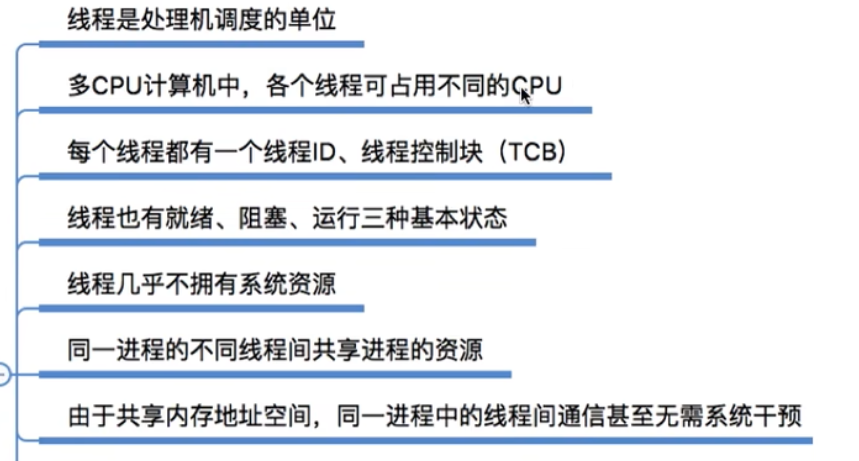 线程是处理机调度的单位
多CPU计算机中，各个线程可占用不同的CPU
每个线程都有一个线程ID、线程控制块（TCB）
线程也有就绪、阻塞、运行三种基本状态
线程几乎不拥有系统资源
同一进程的不同线程间共享进程的资源
由于共享内存地址空间，同一进程中的线程间通信甚至无需系统干预